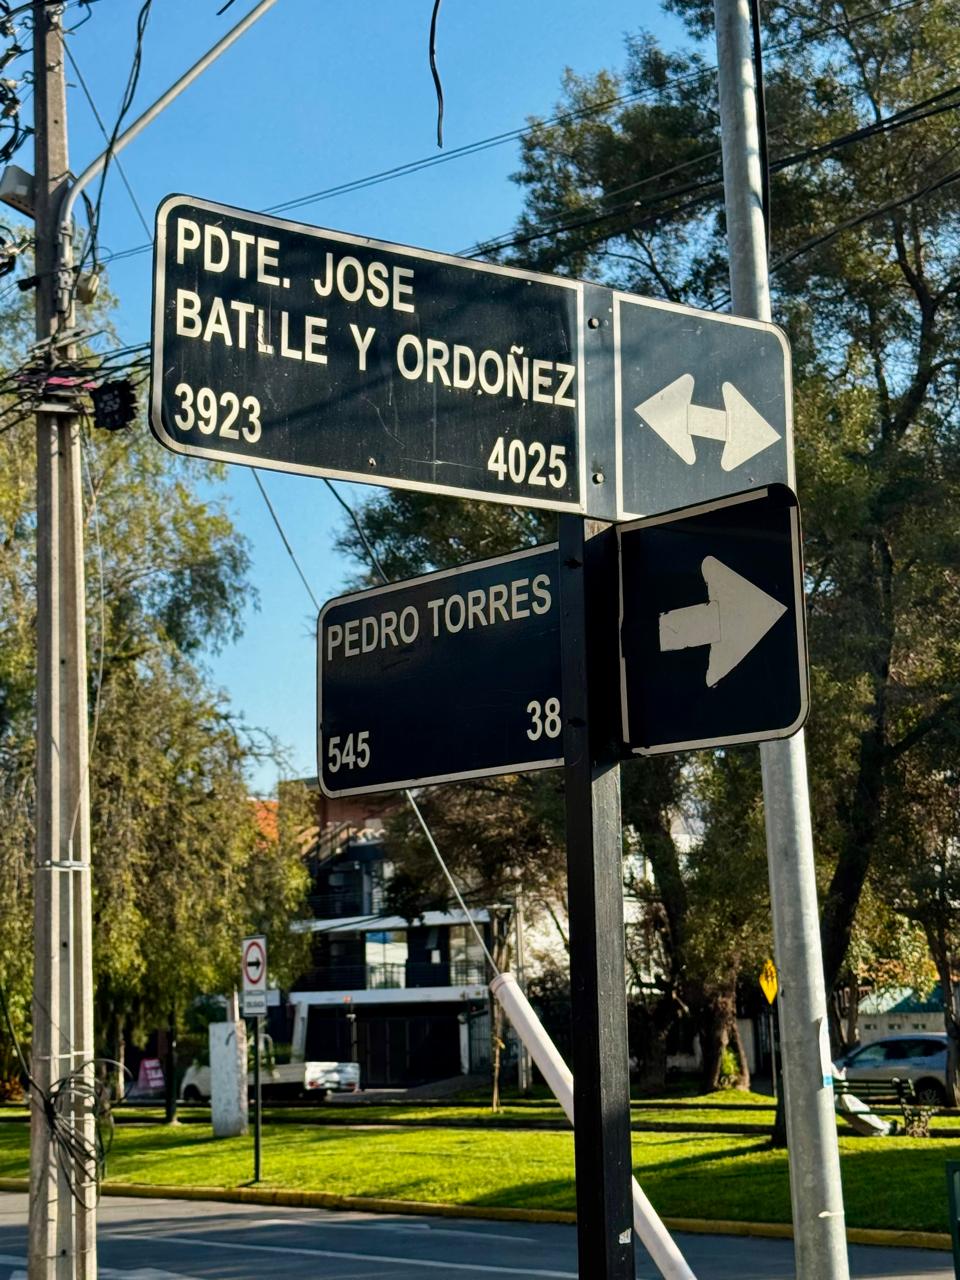 PDTE. JOSE
BATLLE Y ORDOÑEZ
3923
4025
PEDRO TORRES
545
38